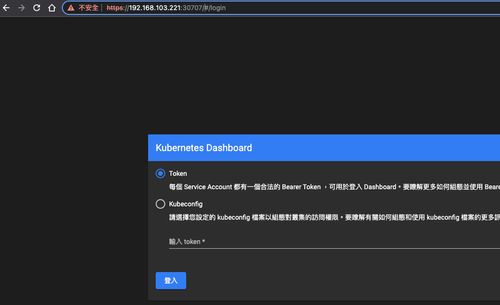 不安全 https://192.168.103.221:30707/#/login
Kubernetes Dashboard
Token
每個 Service Account 都有一個合法的 Bearer Token ，可用於登入 Dashboard。要瞭解更多如何組態並使用 Bear
Kubeconfig
請選擇您設定的 kubeconfig 檔案以組態對叢集的訪問權限。要瞭解有關如何組態和使用 kubeconfig 檔案的更多訊
輸入 token *
登入